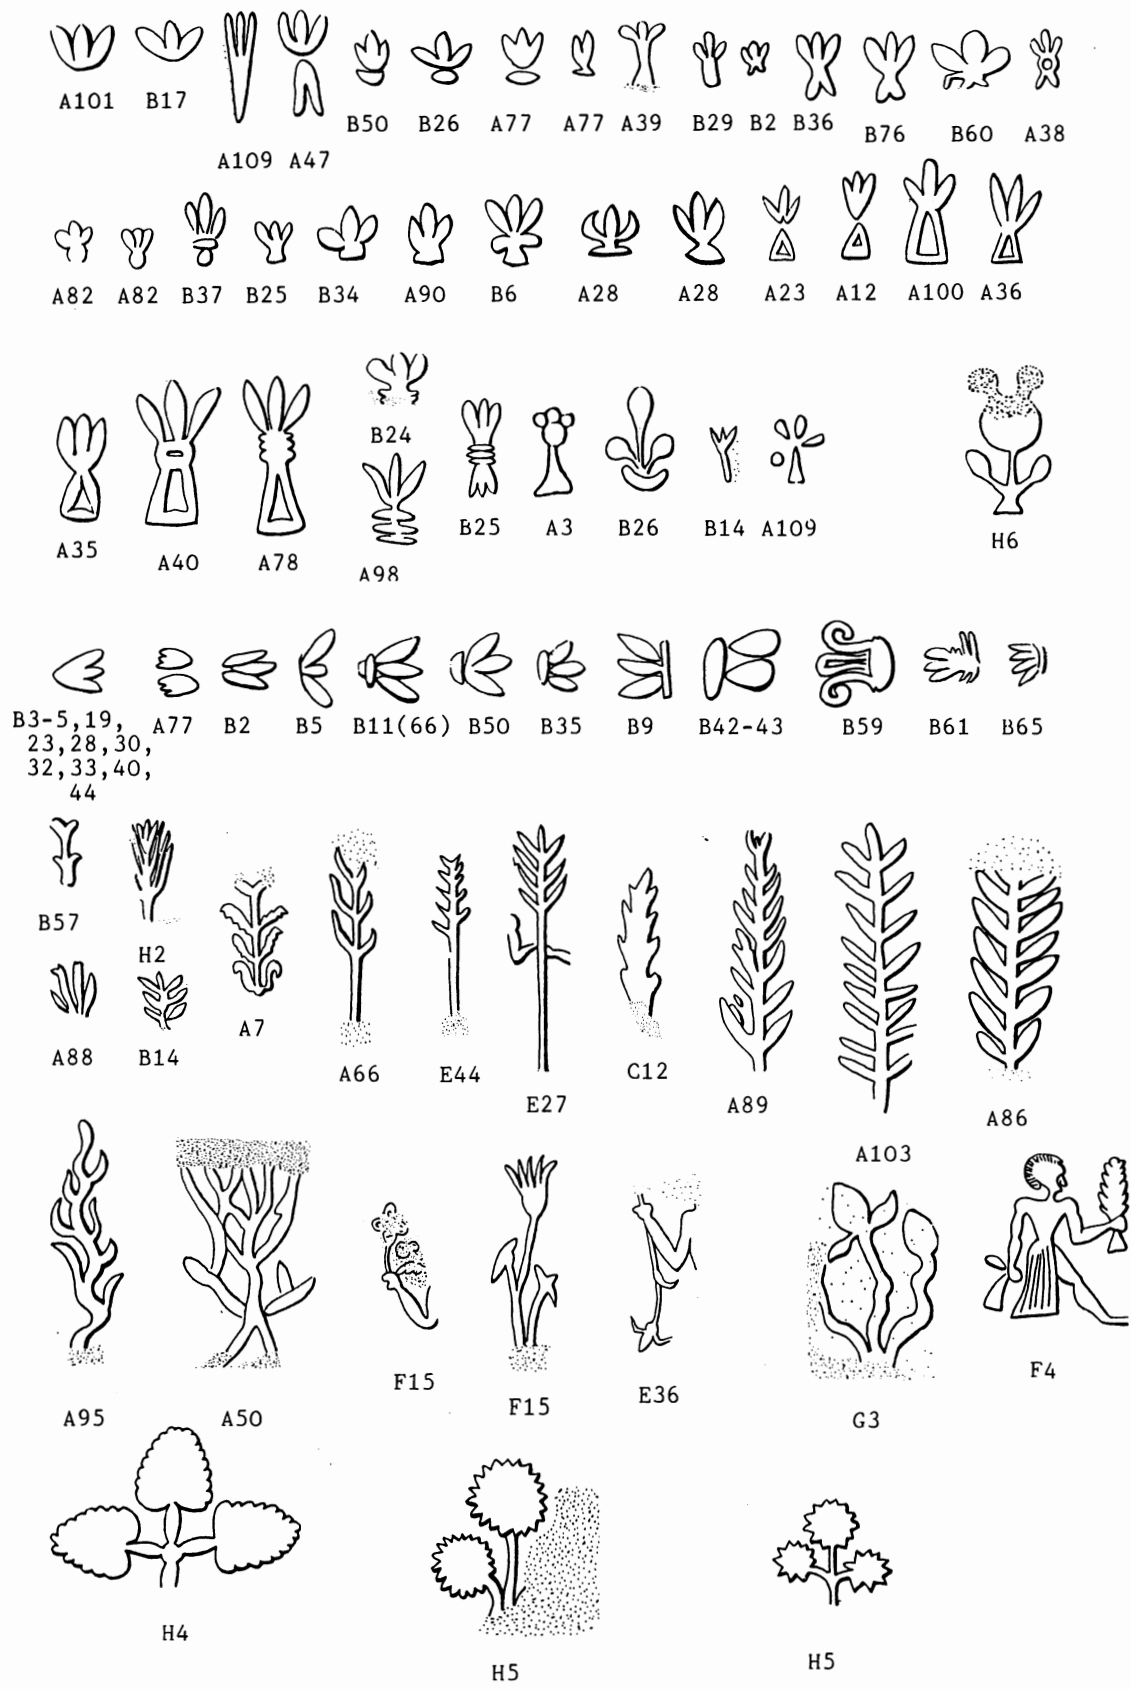 A101 B17
B50 B26 A77 A77 A39 B29 B2 B36 B76 B60 A38
A109 A47
A82 A82 B37 B25 B34 A90 B6 A28 A28 A23 A12 A100 A36
B24
B25 A3 B26 B14 A109
H6
A35 A40 A78
A98
B3-5,19,
23,28,30,
32,33,40,
44
A77 B2 B5 B11(66) B50 B35 B9 B42-43 B59 B61 B65
B57
H2
A7
A88 B14
A66 E44 C12
E27 A89
A86
A103
F15 F15 E36 F4
A95 A50 G3
H4 H5 H5